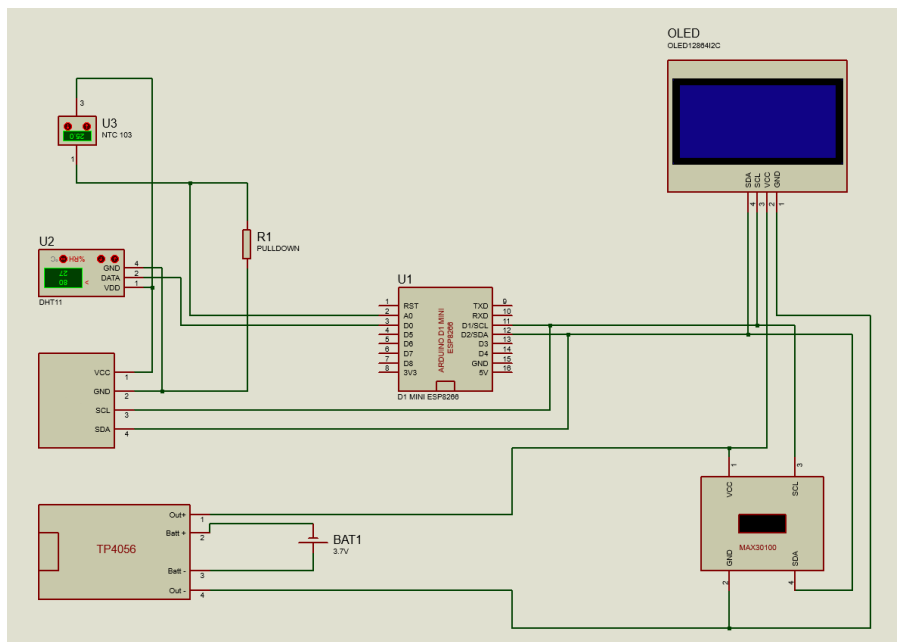 OLED
OLED12864I2C
SDA
SCL
VCC
GND
4
3
2
1
3
U3
NTC 103
25.0
1
R1
PULLDOWN
U2
°C
%RH
80
27
>
GND
DATA
VDD
4
2
1
DHT11
U1
1 RST
2 A0
3 D0
4 D5
5 D6
6 D7
7 D8
8 3V3
ARDUINO D1 MINI
ESP8266
TXD 9
RXD 10
D1/SCL 11
D2/SDA 12
D3 13
D4 14
GND 15
5V 16
D1 MINI ESP8266
VCC 1
GND 2
SCL 3
SDA 4
TP4056
Out+ 1
Batt + 2
Batt - 3
Out - 4
BAT1
3.7V
1
3
VCC
SCL
MAX30100
GND
SDA
2
4